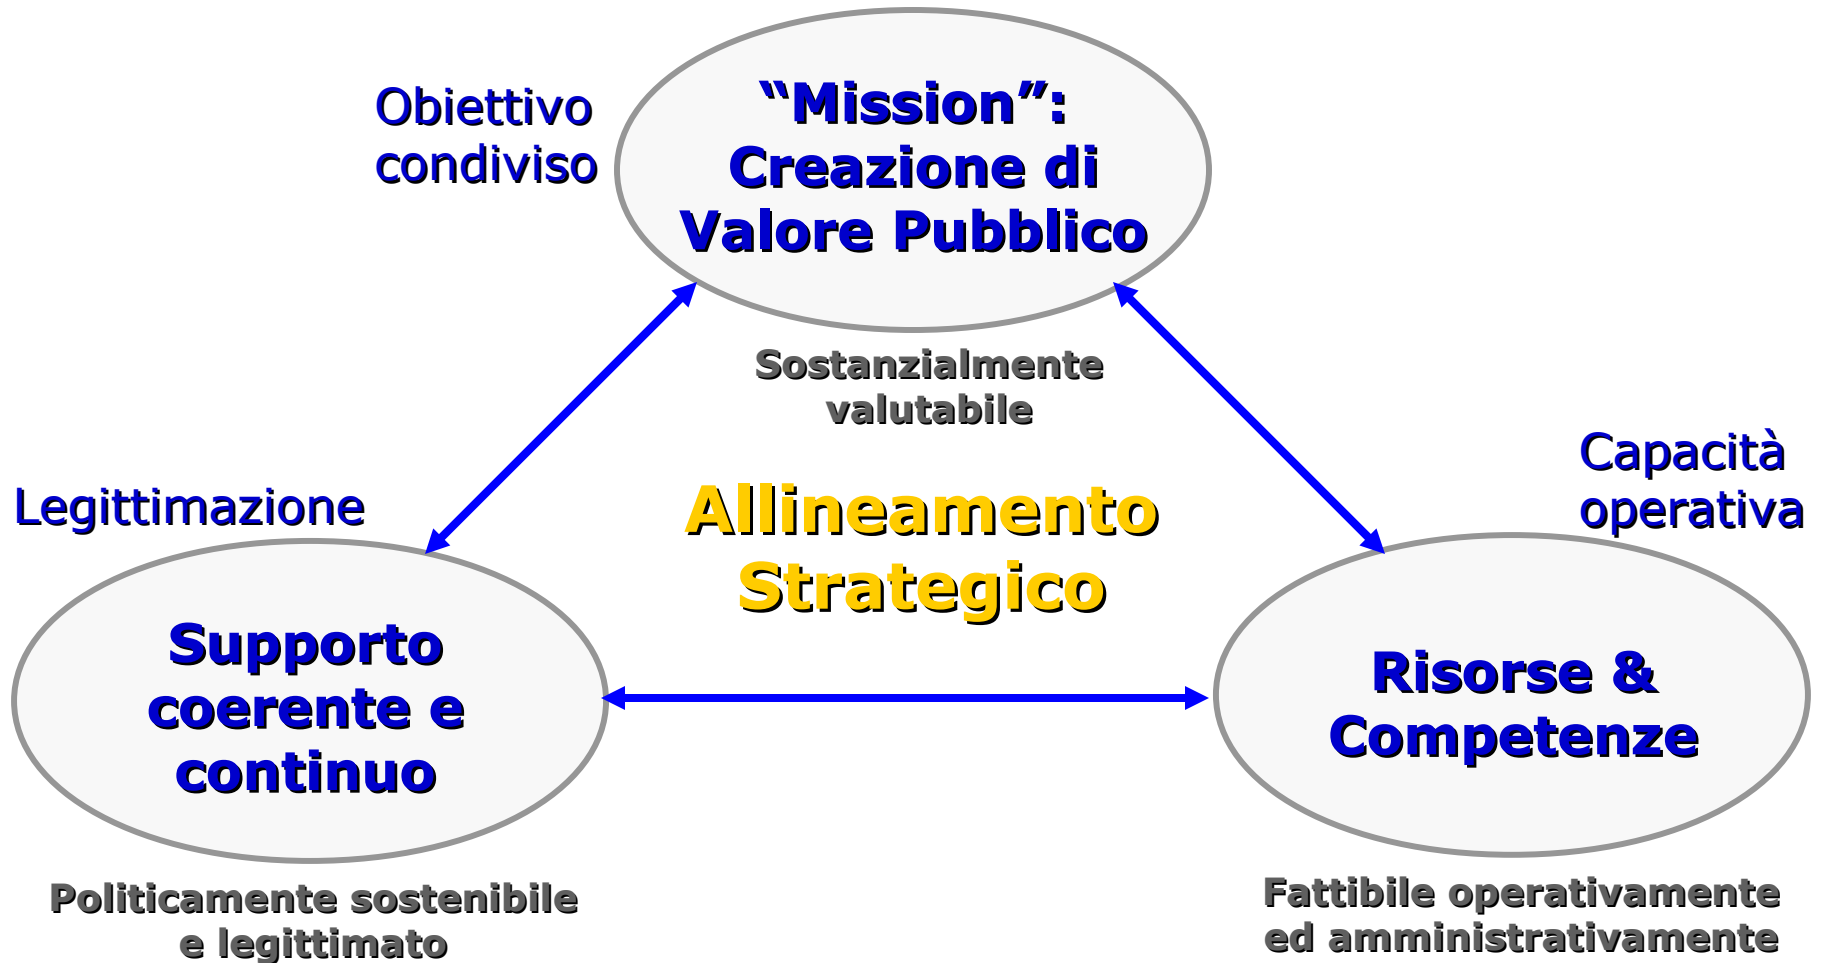 Obiettivo
condiviso
“Mission”:
Creazione di
Valore Pubblico
Sostanzialmente
valutabile
Legittimazione
Allineamento
Strategico
Capacità
operativa
Supporto
coerente e
continuo
Risorse &
Competenze
Politicamente sostenibile
e legittimato
Fattibile operativamente
ed amministrativamente